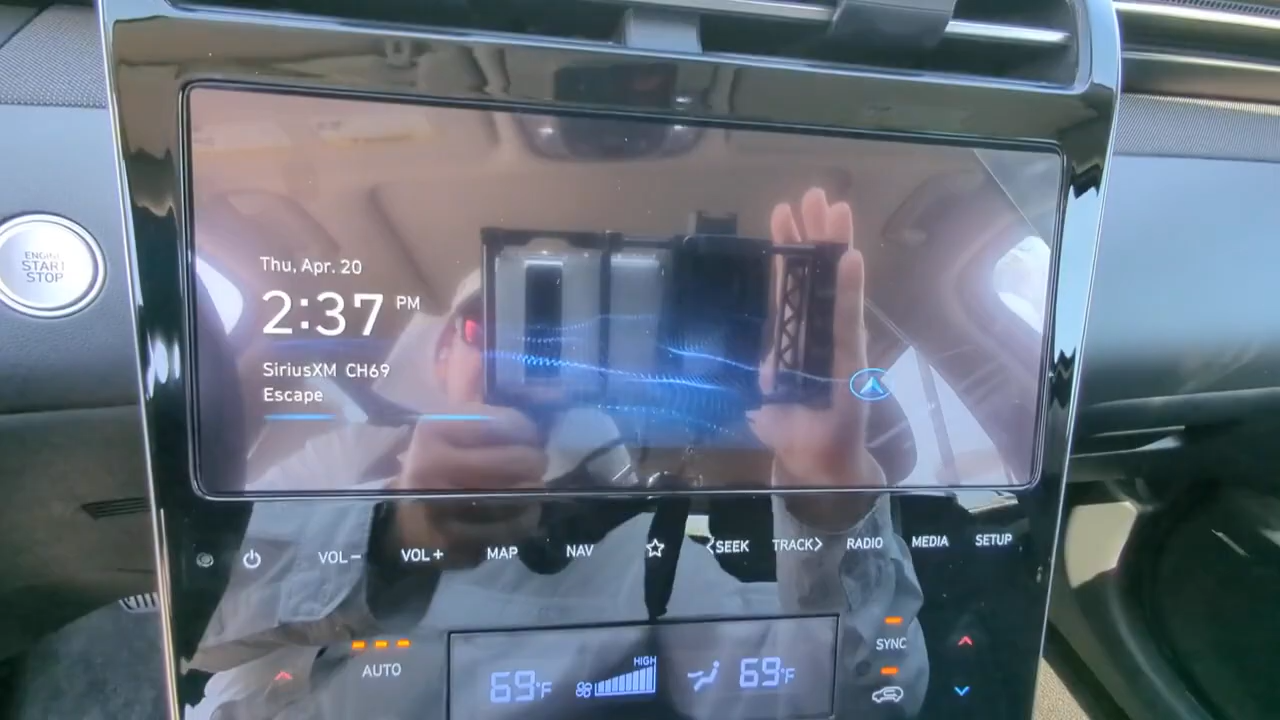 ENGINE
START
STOP
Thu, Apr. 20
2:37 PM
SiriusXM CH69
Escape
VOL− VOL+ MAP NAV <SEEK TRACK> RADIO MEDIA SETUP
AUTO
69°F
HIGH
69°F
SYNC